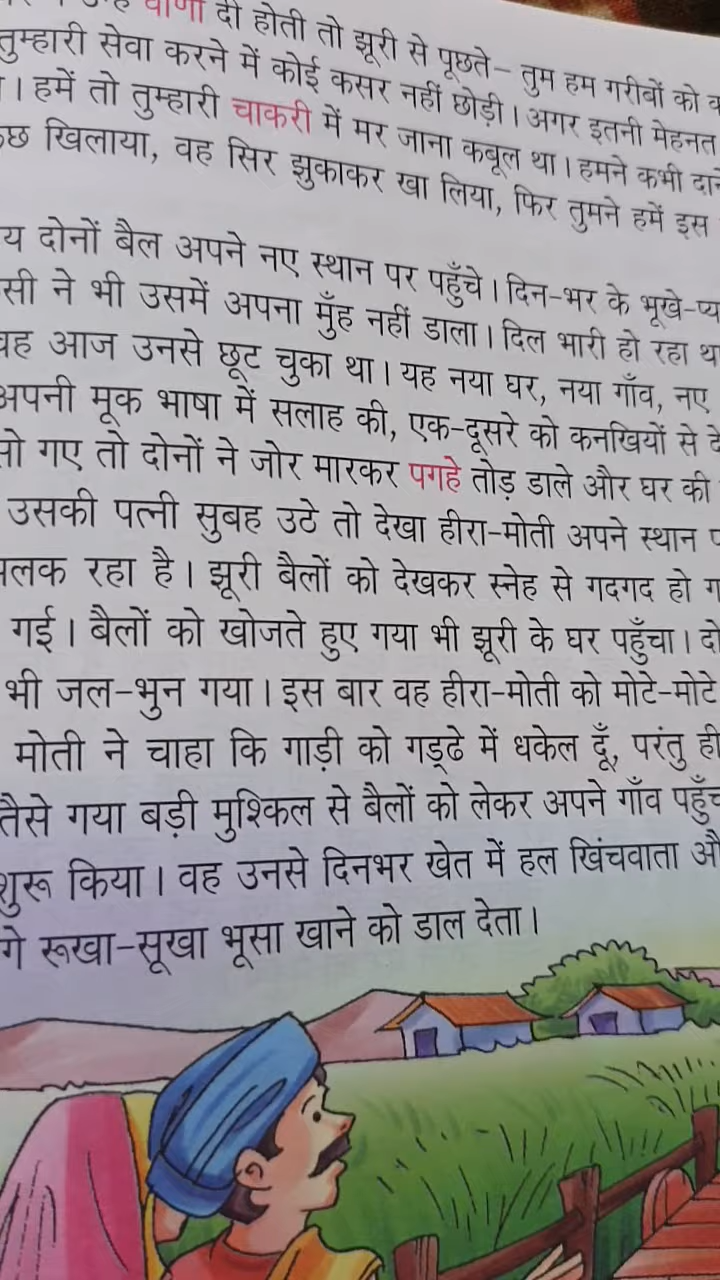 वाणी दी होती तो झूरी से पूछते– तुम हम गरीबों को
तुम्हारी सेवा करने में कोई कसर नहीं छोड़ी। अगर इतनी मेहनत
। हमें तो तुम्हारी चाकरी में मर जाना कबूल था। हमने कभी
खिलाया, वह सिर झुकाकर खा लिया, फिर तुमने हमें इस
दोनों बैल अपने नए स्थान पर पहुँचे। दिन-भर के भूखे-
ने भी उसमें अपना मुँह नहीं डाला। दिल भारी हो रहा
वह आज उनसे छूट चुका था। यह नया घर, नया गाँव, नए
अपनी मूक भाषा में सलाह की, एक-दूसरे को कनखियों से
गए तो दोनों ने जोर मारकर पगहे तोड़ डाले और घर की
उसकी पत्नी सुबह उठे तो देखा हीरा-मोती अपने स्थान
रहा है। झूरी बैलों को देखकर स्नेह से गदगद हो
गई। बैलों को खोजते हुए गया भी झूरी के घर पहुँचा।
भी जल-भुन गया। इस बार वह हीरा-मोती को मोटे-मोटे
मोती ने चाहा कि गाड़ी को गड्ढे में धकेल दूँ, परंतु
गया बड़ी मुश्किल से बैलों को लेकर अपने गाँव
शुरू किया। वह उनसे दिनभर खेत में हल खिंचवाता
रूखा-सूखा भूसा खाने को डाल देता।